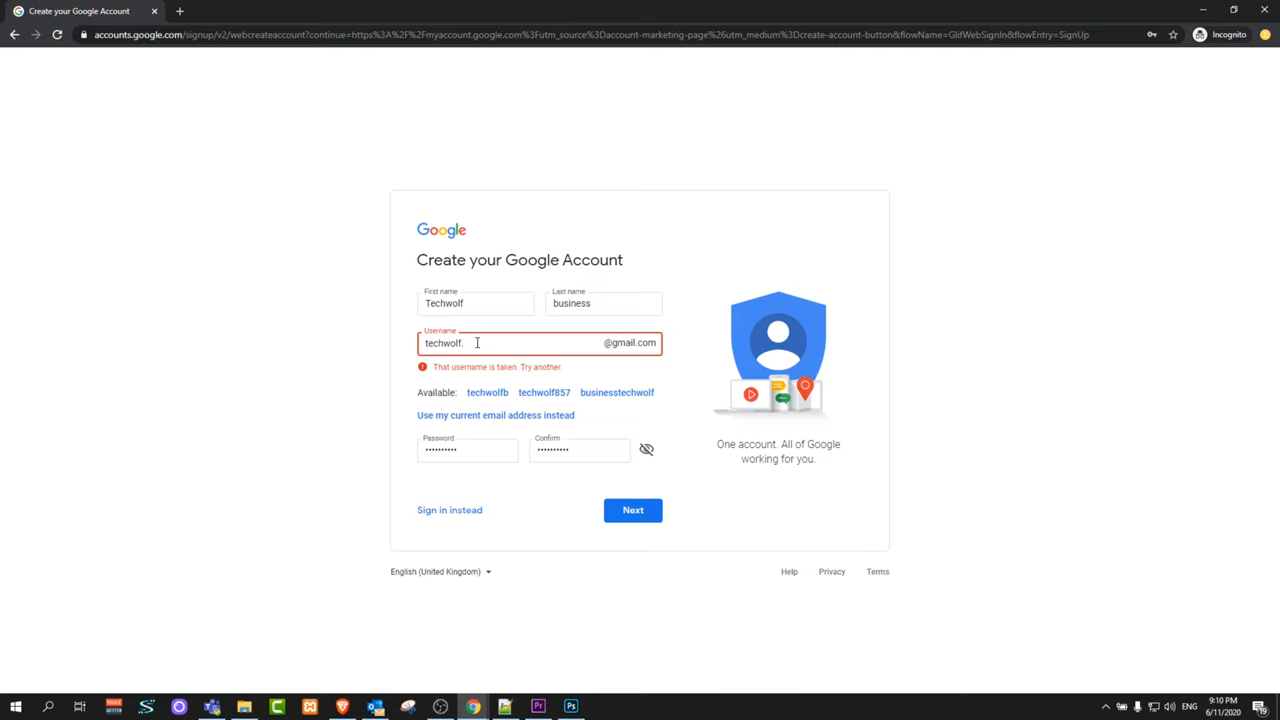 Create your Google Account
accounts.google.com/signup/v2/webcreateaccount?continue=https%3A%2F%2Fmyaccount.google.com%3Futm_source%3Daccount-marketing-page%26utm_medium%3Dcreate-account-button&flowName=GlifWebSignIn&flowEntry=SignUp
Incognito
Google
Create your Google Account
First name
Last name
Techwolf
business
Username
techwolf.
@gmail.com
That username is taken. Try another.
Available: techwolfb techwolf857 businesstechwolf
Use my current email address instead
Password
Confirm
One account. All of Google
working for you.
Sign in instead
Next
English (United Kingdom)
Help Privacy Terms
Pr
Ps
ENG
9:10 PM
6/11/2020
19